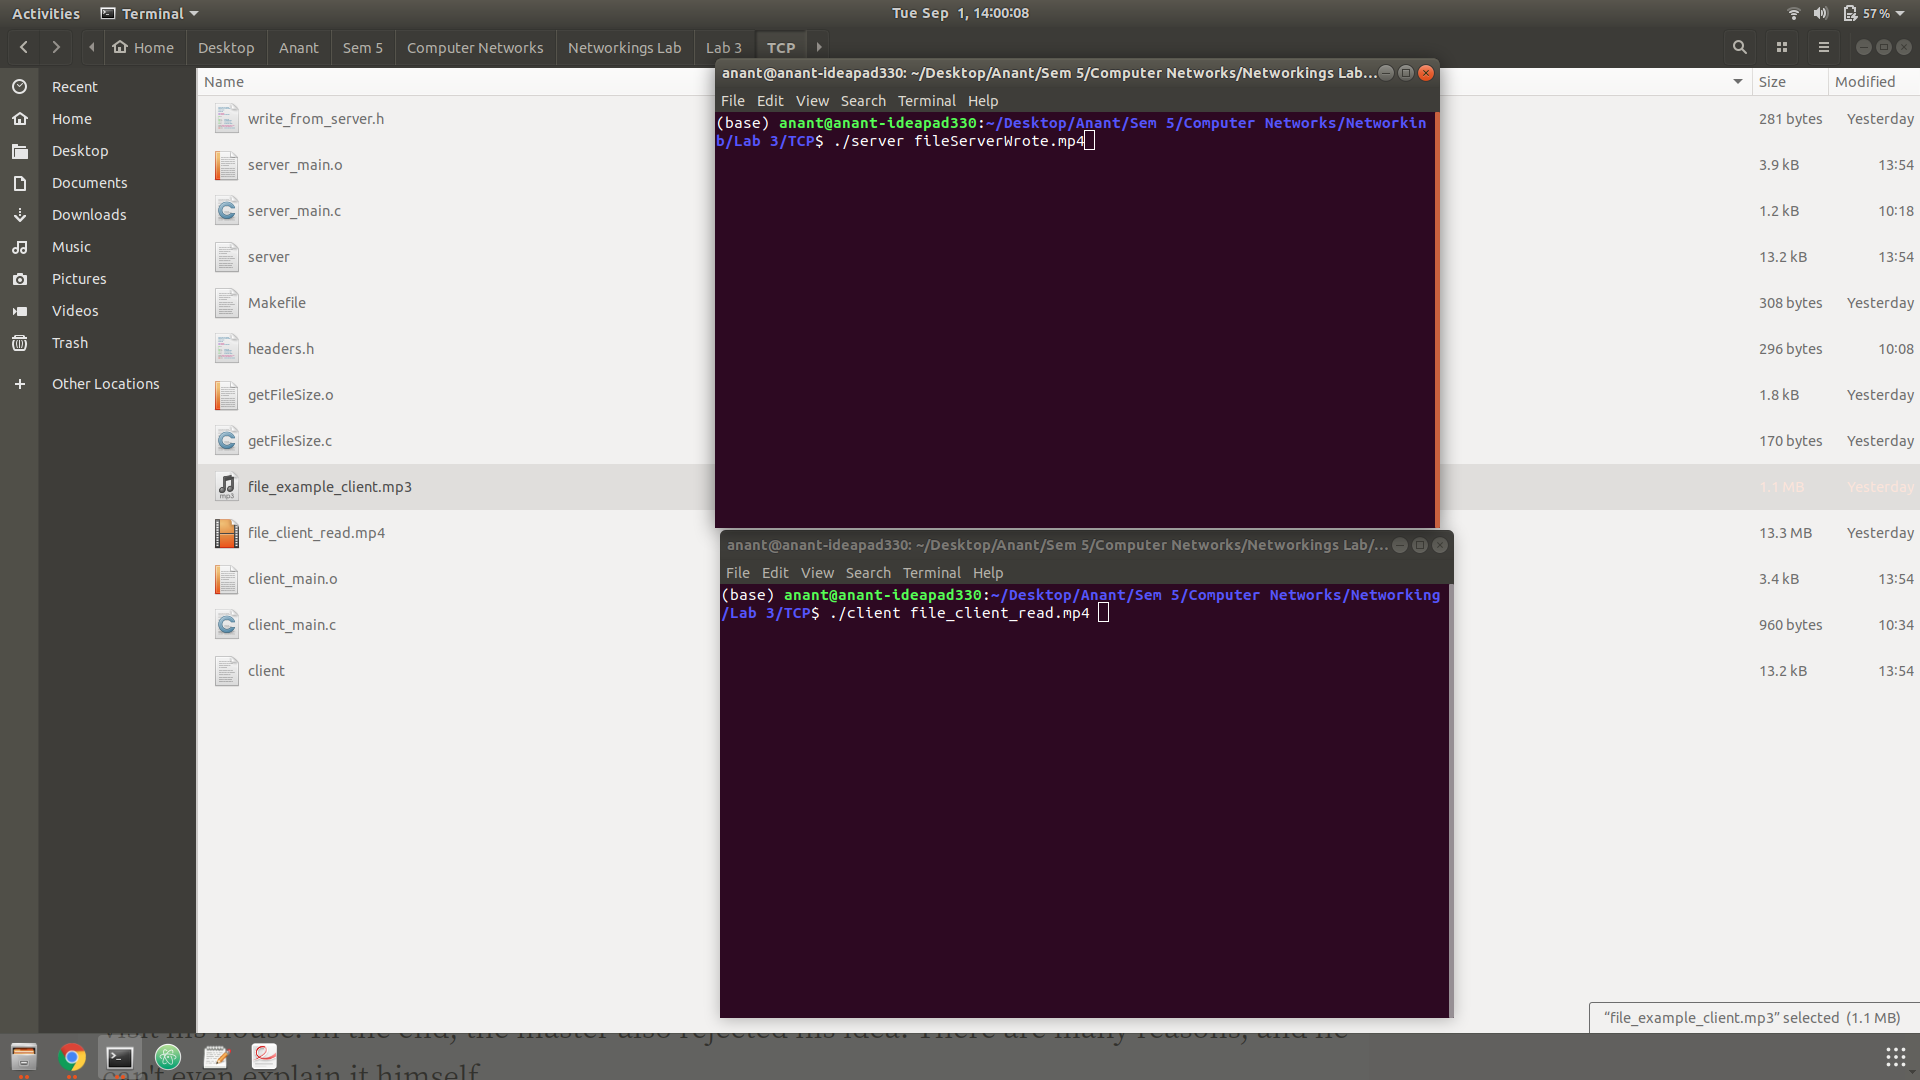 Activities Terminal Tue Sep 1, 14:00:08 57 %
Home Desktop Anant Sem 5 Computer Networks Networkings Lab Lab 3 TCP
Recent
Home
Desktop
Documents
Downloads
Music
Pictures
Videos
Trash
Other Locations
Name Size Modified
write_from_server.h 281 bytes Yesterday
server_main.o 3.9 kB 13:54
server_main.c 1.2 kB 10:18
server 13.2 kB 13:54
Makefile 308 bytes Yesterday
headers.h 296 bytes 10:08
getFileSize.o 1.8 kB Yesterday
getFileSize.c 170 bytes Yesterday
file_example_client.mp3 1.1 MB Yesterday
file_client_read.mp4 13.3 MB Yesterday
client_main.o 3.4 kB 13:54
client_main.c 960 bytes 10:34
client 13.2 kB 13:54
anant@anant-ideapad330: ~/Desktop/Anant/Sem 5/Computer Networks/Networkings Lab...
File Edit View Search Terminal Help
(base) anant@anant-ideapad330:~/Desktop/Anant/Sem 5/Computer Networks/Networkin
b/Lab 3/TCP$ ./server fileServerWrote.mp4
anant@anant-ideapad330: ~/Desktop/Anant/Sem 5/Computer Networks/Networkings Lab/...
File Edit View Search Terminal Help
(base) anant@anant-ideapad330:~/Desktop/Anant/Sem 5/Computer Networks/Networking
/Lab 3/TCP$ ./client file_client_read.mp4
“file_example_client.mp3” selected (1.1 MB)
visit his house. In the end, the master also rejected his idea. There are many reasons, and he
can't even explain it himself